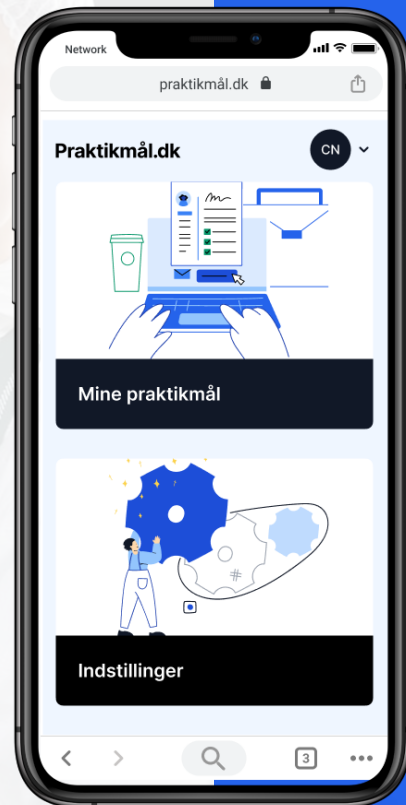 Network
praktikmål.dk
Praktikmål.dk
CN
Mine praktikmål
Indstillinger
3